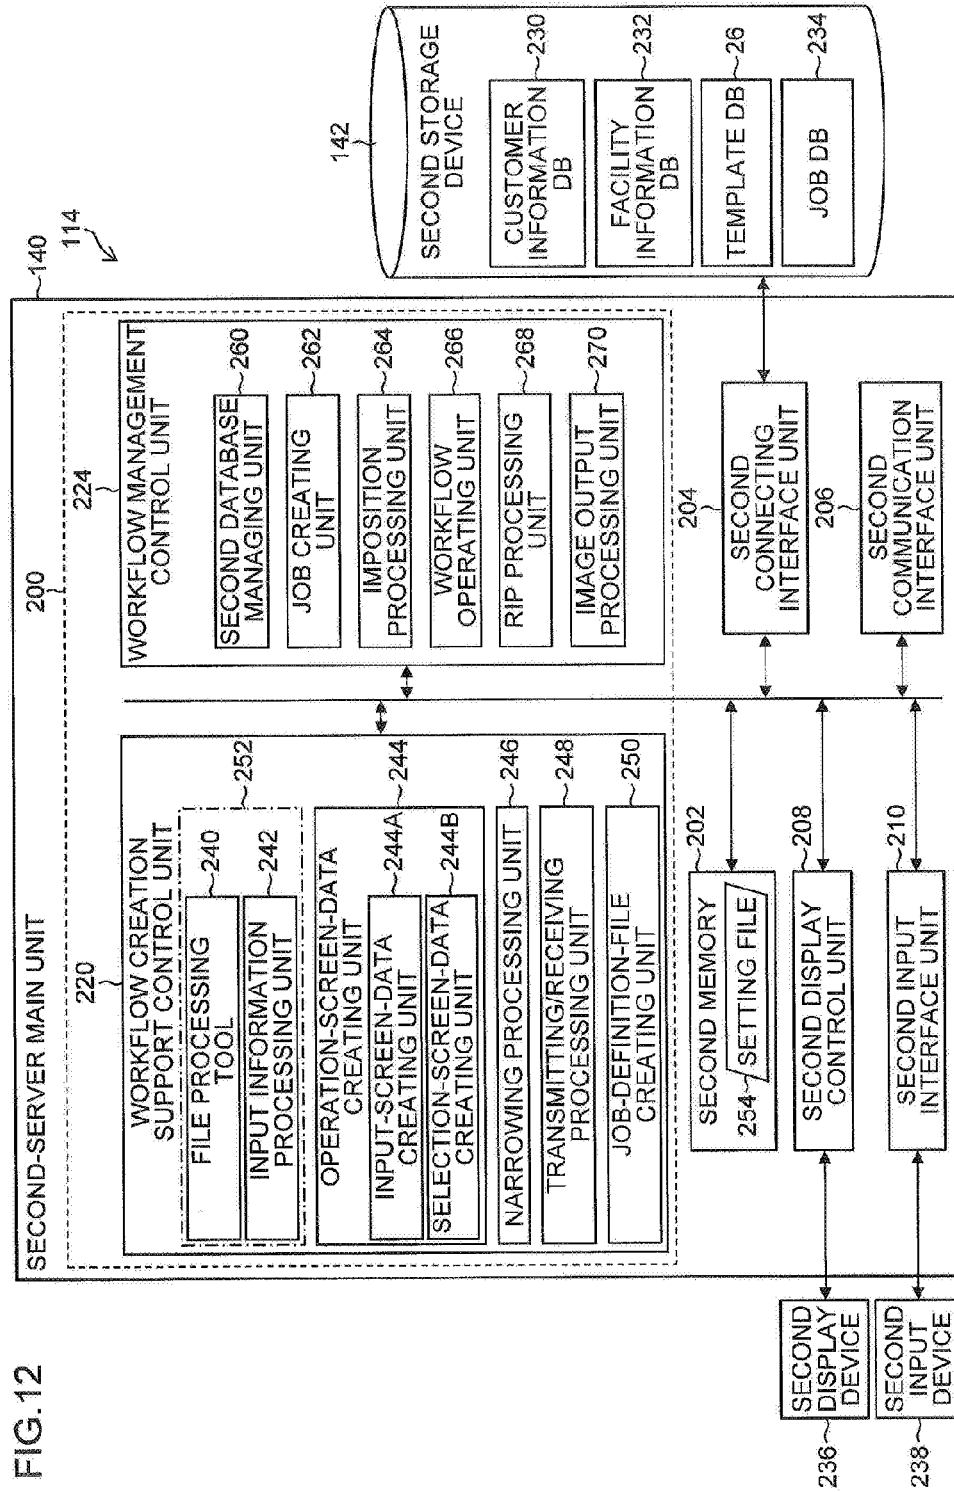 FIG.12
SECOND-SERVER MAIN UNIT
140
114
200
220
WORKFLOW CREATION
SUPPORT CONTROL UNIT
252
FILE PROCESSING
TOOL
240
INPUT INFORMATION
PROCESSING UNIT
242
OPERATION-SCREEN-DATA
CREATING UNIT
244
INPUT-SCREEN-DATA
CREATING UNIT
244A
SELECTION-SCREEN-DATA
CREATING UNIT
244B
NARROWING PROCESSING UNIT
246
TRANSMITTING/RECEIVING
PROCESSING UNIT
248
JOB-DEFINITION-FILE
CREATING UNIT
250
224
WORKFLOW MANAGEMENT
CONTROL UNIT
SECOND DATABASE
MANAGING UNIT
260
JOB CREATING
UNIT
262
IMPOSITION
PROCESSING UNIT
264
WORKFLOW
OPERATING UNIT
266
RIP PROCESSING
UNIT
268
IMAGE OUTPUT
PROCESSING UNIT
270
142
SECOND STORAGE
DEVICE
CUSTOMER
INFORMATION
DB
230
FACILITY
INFORMATION
DB
232
TEMPLATE DB
26
JOB DB
234
SECOND MEMORY
202
254
SETTING FILE
SECOND DISPLAY
CONTROL UNIT
208
SECOND INPUT
INTERFACE UNIT
210
204
SECOND
CONNECTING
INTERFACE UNIT
206
SECOND
COMMUNICATION
INTERFACE UNIT
SECOND
DISPLAY
DEVICE
236
SECOND
INPUT
DEVICE
238